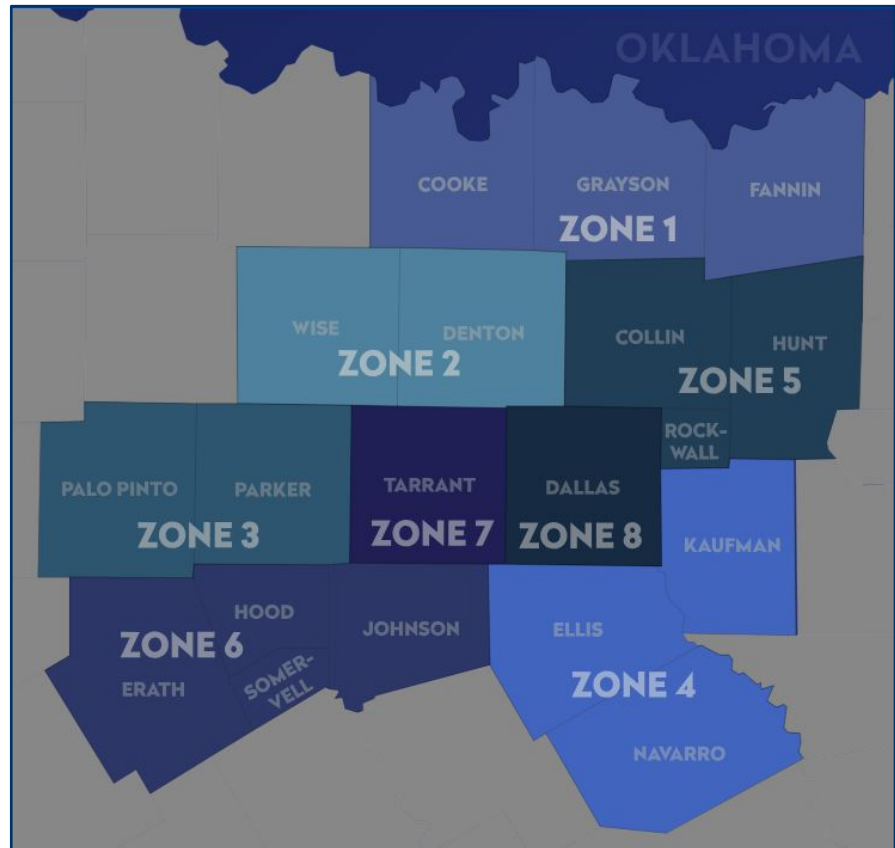 OKLAHOMA
COOKE
GRAYSON
FANNIN
ZONE 1
WISE
DENTON
ZONE 2
COLLIN
HUNT
ZONE 5
ROCK-
WALL
PALO PINTO
PARKER
ZONE 3
TARRANT
ZONE 7
DALLAS
ZONE 8
KAUFMAN
HOOD
JOHNSON
ZONE 6
ERATH
SOMER-
VELL
ELLIS
ZONE 4
NAVARRO